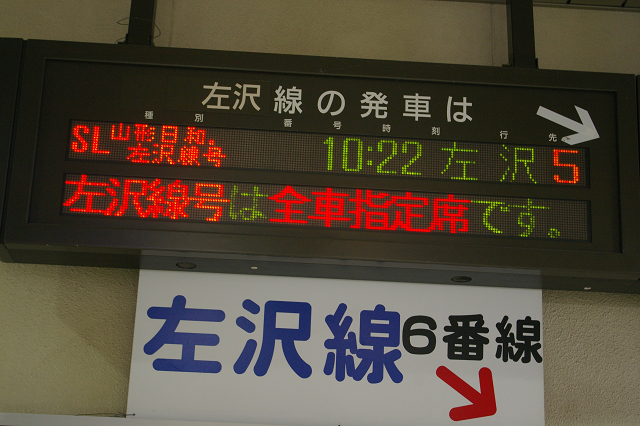 左沢線の発車は
種別 番号 時刻 行先
SL 山形日和。左沢線号 10:22 左沢 5
左沢線号は全車指定席です。
左沢線 6番線